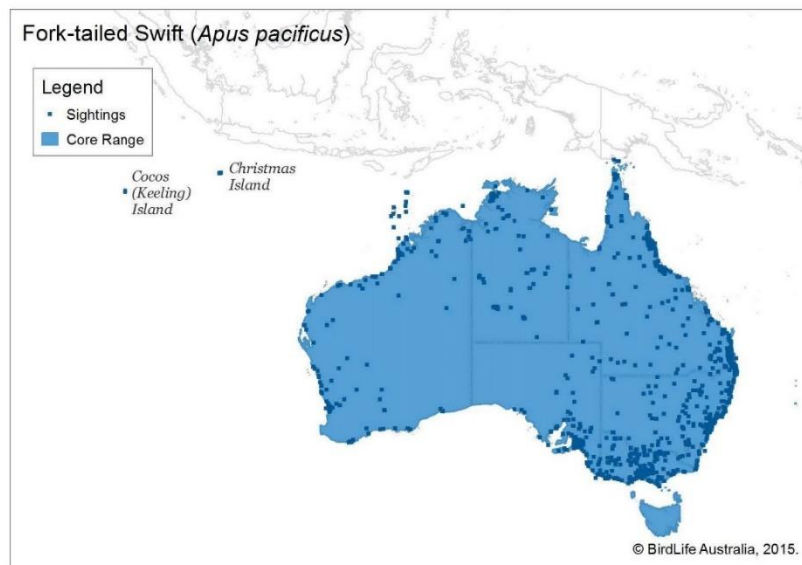 Fork-tailed Swift (Apus pacificus)
Legend
Sightings
Core Range
Christmas
Island
Cocos
(Keeling)
Island
© BirdLife Australia, 2015.